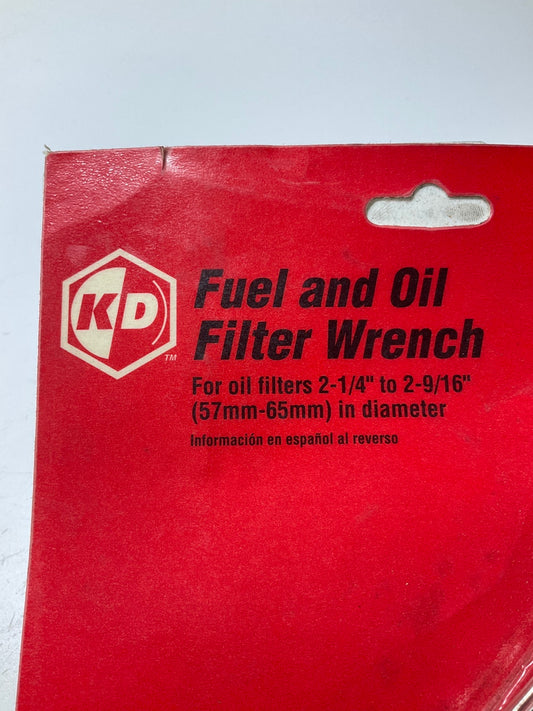 KD
TM
Fuel and Oil
Filter Wrench
For oil filters 2-1/4" to 2-9/16"
(57mm-65mm) in diameter
Información en español al reverso